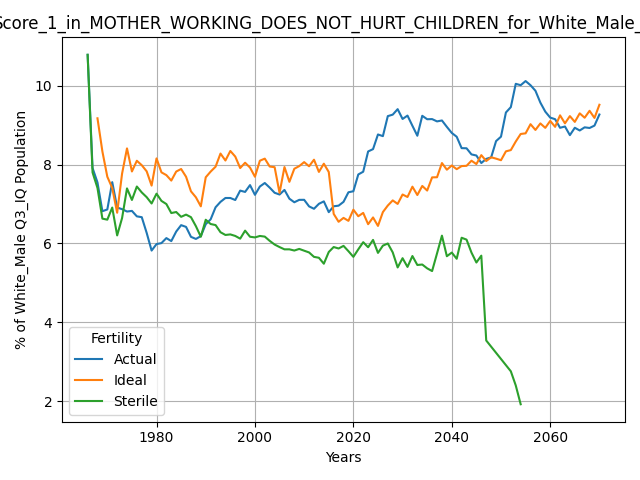 Score_1_in_MOTHER_WORKING_DOES_NOT_HURT_CHILDREN_for_White_Male_
% of White_Male Q3_IQ Population
10
8
6
4
2
Fertility
Actual
Ideal
Sterile
1980 2000 2020 2040 2060
Years